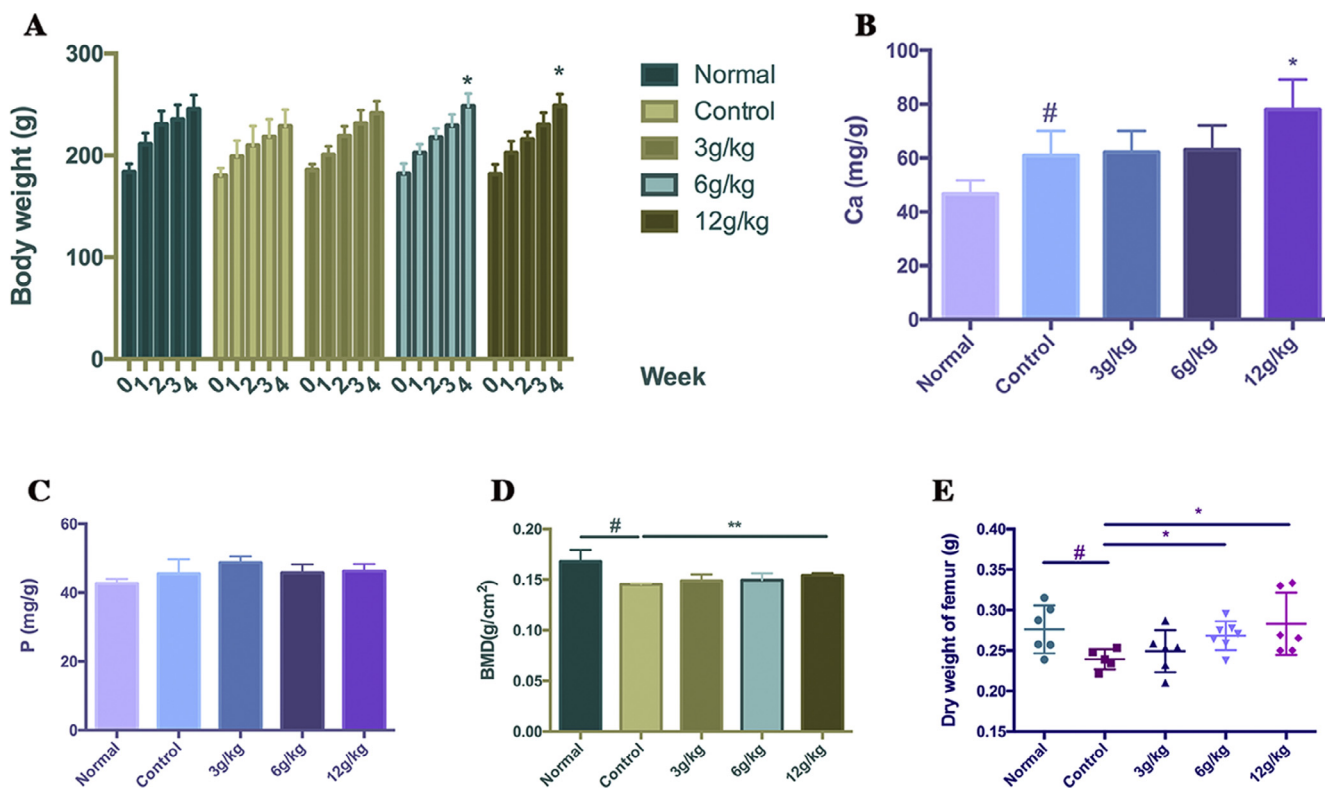 A
300
200
100
0
Body weight (g)
* *
0 1 2 3 4 0 1 2 3 4 0 1 2 3 4 0 1 2 3 4 0 1 2 3 4
Week
Normal
Control
3g/kg
6g/kg
12g/kg
B
100
80
60
40
20
0
Ca (mg/g)
# *
Normal Control 3g/kg 6g/kg 12g/kg
C
60
40
20
0
P (mg/g)
Normal Control 3g/kg 6g/kg 12g/kg
D
0.20
0.15
0.10
0.05
0.00
BMD(g/cm²)
# **
Normal Control 3g/kg 6g/kg 12g/kg
E
0.40
0.35
0.30
0.25
0.20
0.15
Dry weight of femur (g)
*
*
#
Normal Control 3g/kg 6g/kg 12g/kg